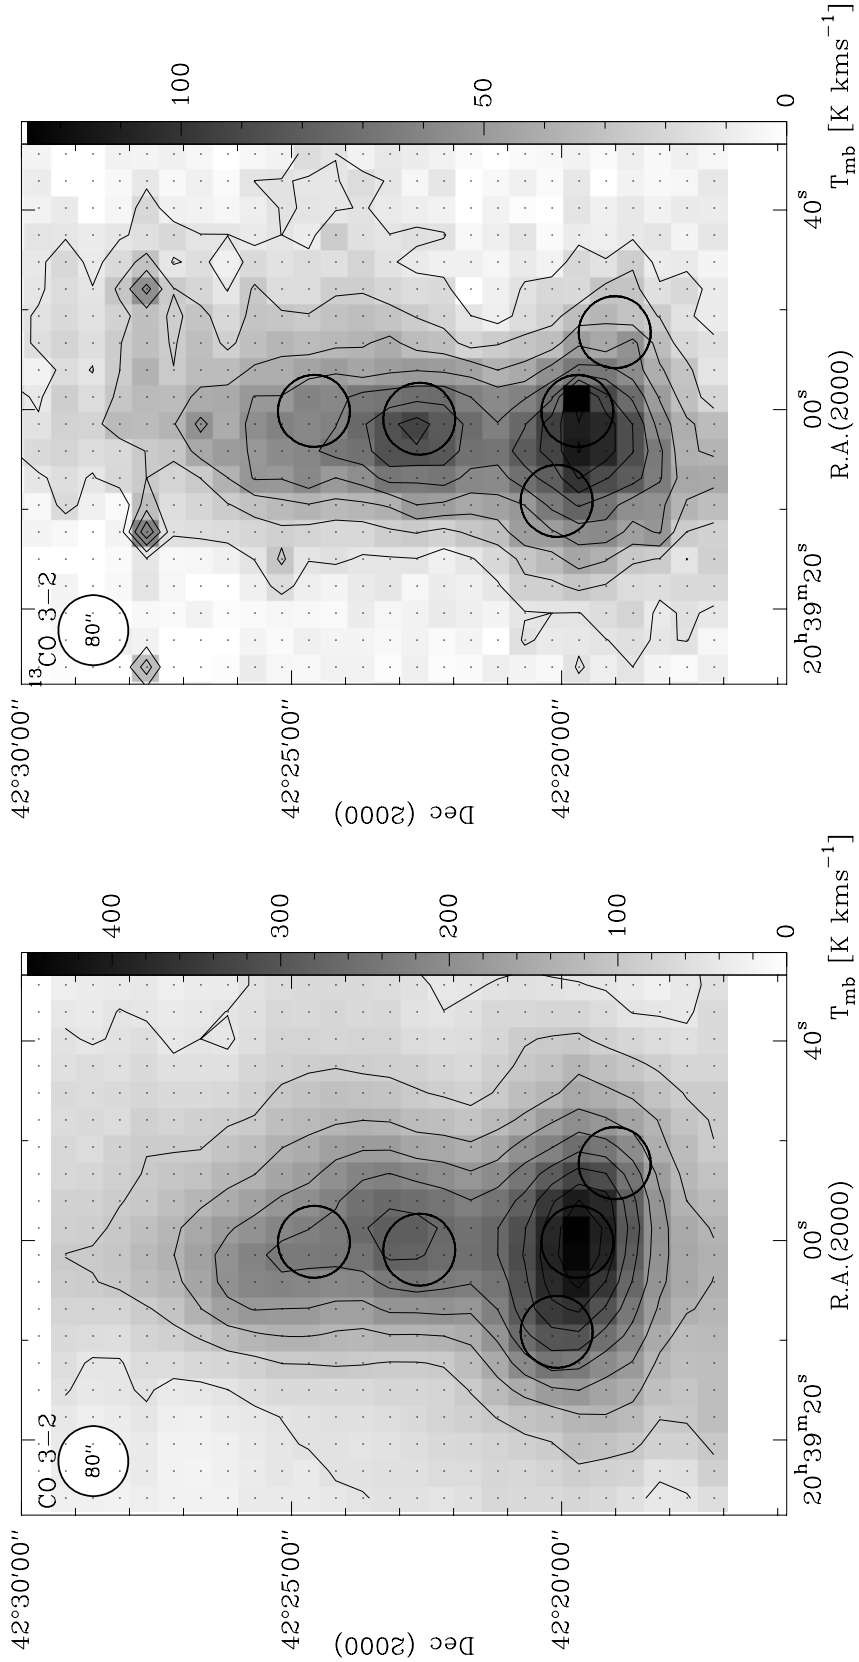 ¹³CO 3−2
80"
42°30'00"
42°25'00"
42°20'00"
Dec (2000)
20ʰ39ᵐ20ˢ
00ˢ
40ˢ
R.A.(2000)
100
50
0
Tmb [K kms⁻¹]
CO 3−2
80"
42°30'00"
42°25'00"
42°20'00"
Dec (2000)
20ʰ39ᵐ20ˢ
00ˢ
40ˢ
R.A.(2000)
400
300
200
100
0
Tmb [K kms⁻¹]